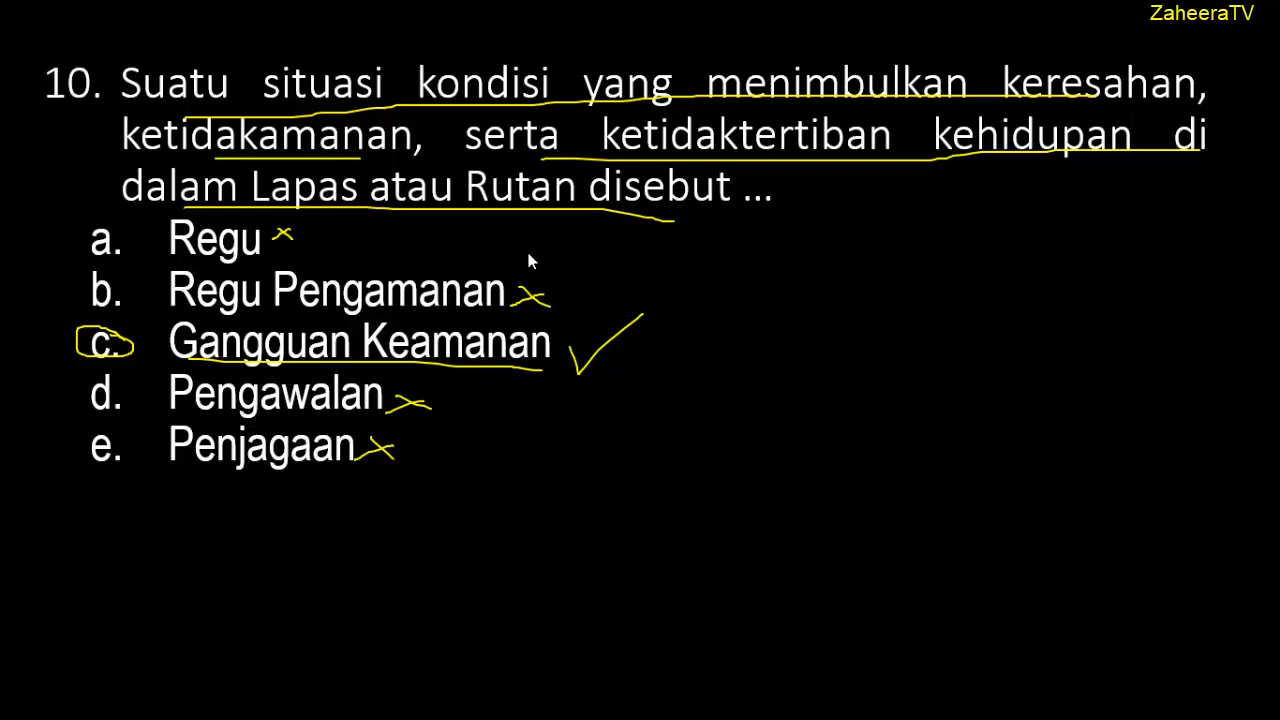 ZaheeraTV
10. Suatu situasi kondisi yang menimbulkan keresahan,
ketidakamanan, serta ketidaktertiban kehidupan di
dalam Lapas atau Rutan disebut ...
a. Regu
b. Regu Pengamanan
c. Gangguan Keamanan
d. Pengawalan
e. Penjagaan